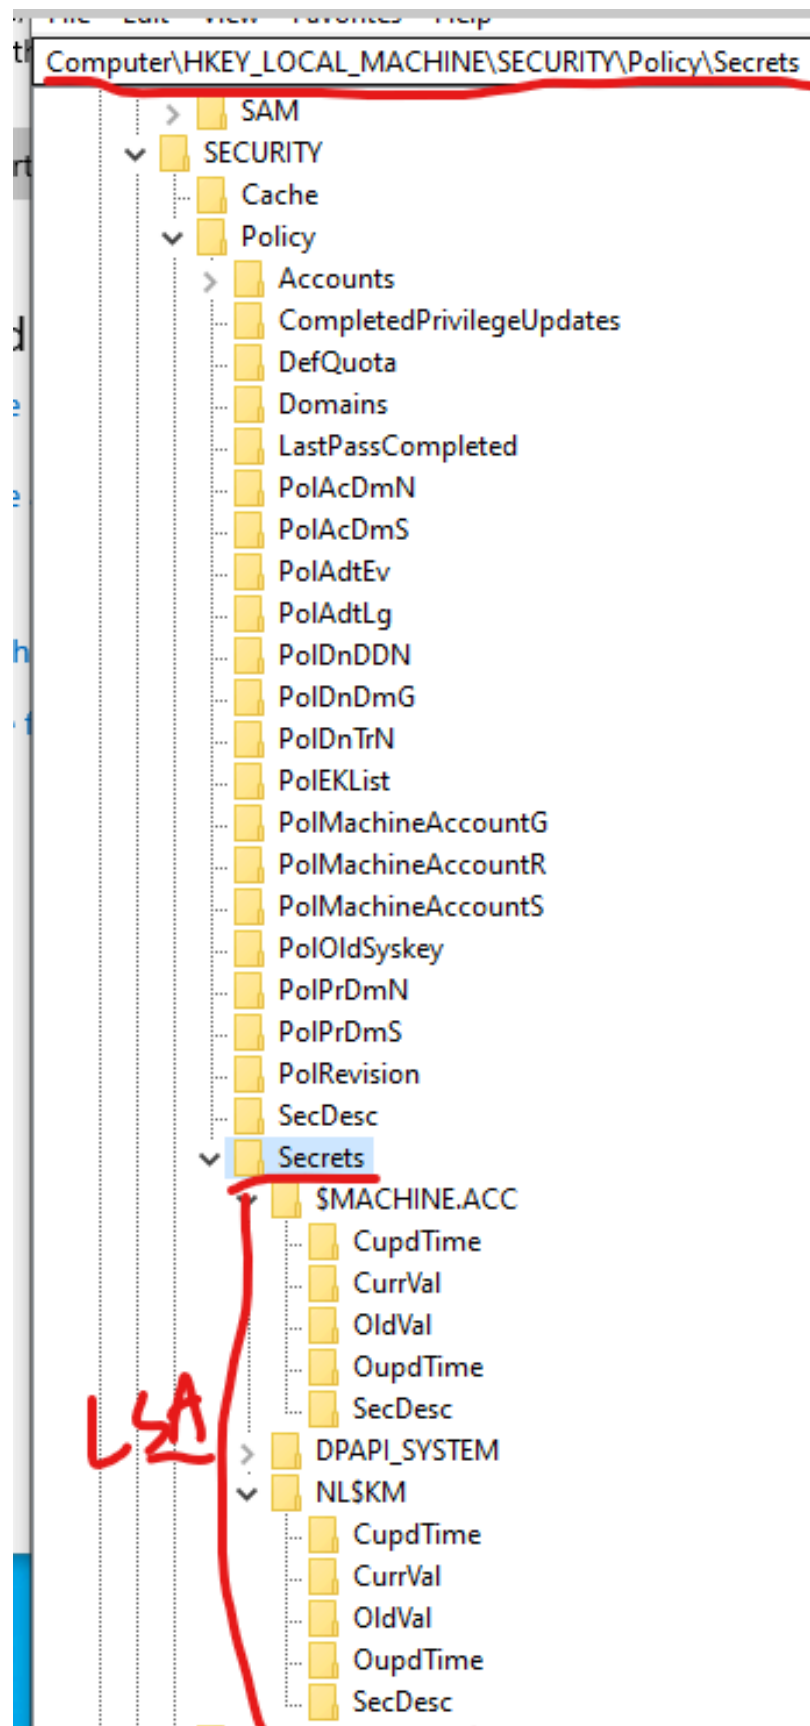 Computer\HKEY_LOCAL_MACHINE\SECURITY\Policy\Secrets
SAM
SECURITY
Cache
Policy
Accounts
CompletedPrivilegeUpdates
DefQuota
Domains
LastPassCompleted
PolAcDmN
PolAcDmS
PolAdtEv
PolAdtLg
PolDnDDN
PolDnDmG
PolDnTrN
PolEKList
PolMachineAccountG
PolMachineAccountR
PolMachineAccountS
PolOldSyskey
PolPrDmN
PolPrDmS
PolRevision
SecDesc
Secrets
$MACHINE.ACC
CupdTime
CurrVal
OldVal
OupdTime
SecDesc
LSA
DPAPI_SYSTEM
NL$KM
CupdTime
CurrVal
OldVal
OupdTime
SecDesc